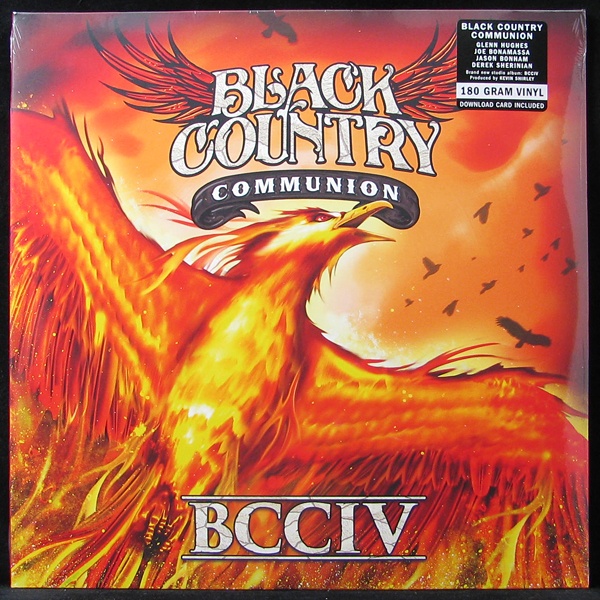 BLACK
COUNTRY
COMMUNION
BCCIV
BLACK COUNTRY
COMMUNION
GLENN HUGHES
JOE BONAMASSA
JASON BONHAM
DEREK SHERINIAN
Brand new studio album: BCCIV
Produced by KEVIN SHIRLEY
180 GRAM VINYL
DOWNLOAD CARD INCLUDED